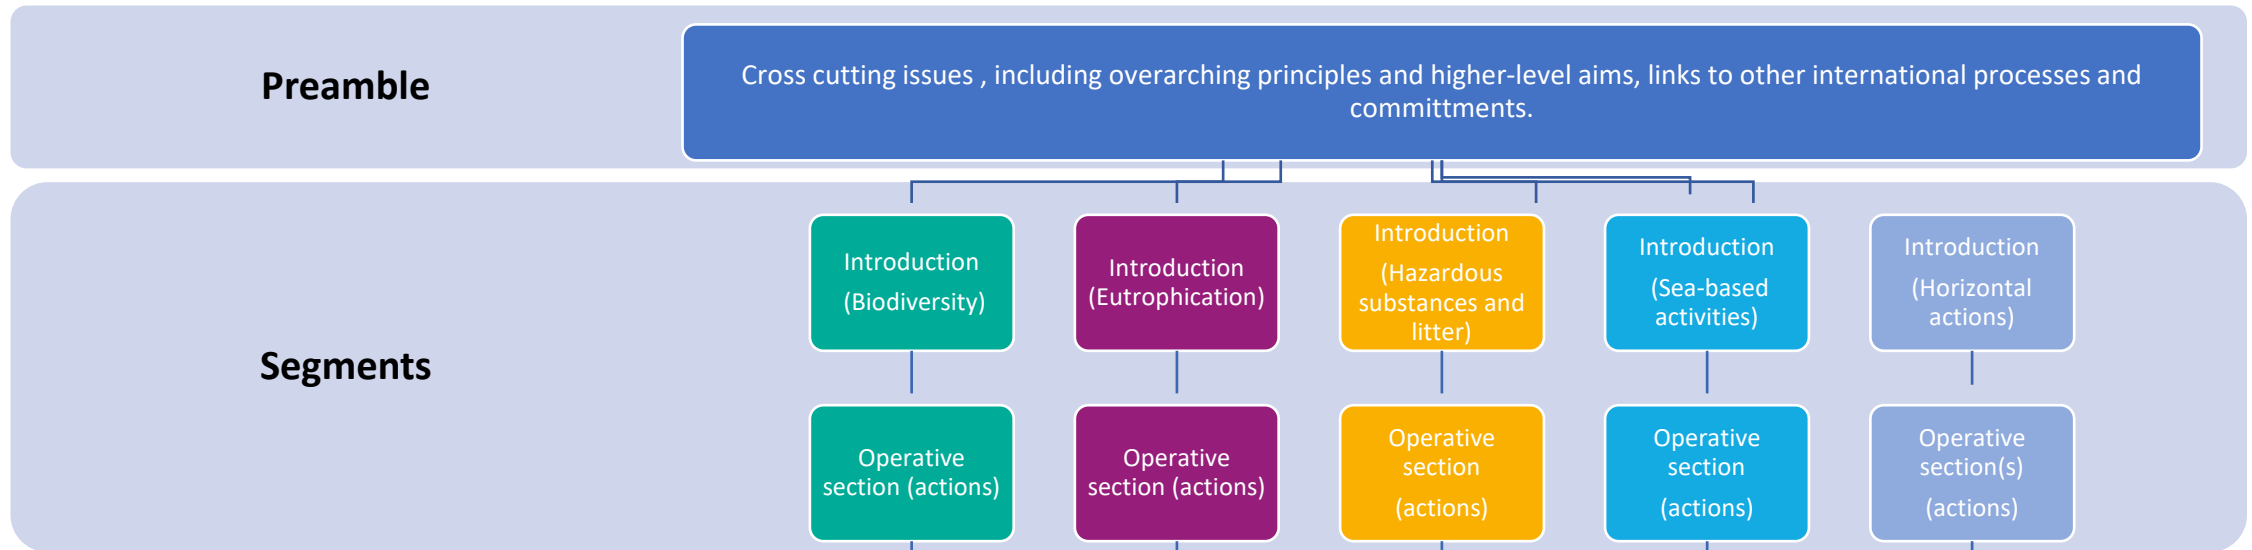 Preamble
Cross cutting issues , including overarching principles and higher-level aims, links to other international processes and
committments.
Segments
Introduction
(Biodiversity)
Introduction
(Eutrophication)
Introduction
(Hazardous
substances and
litter)
Introduction
(Sea-based
activities)
Introduction
(Horizontal
actions)
Operative
section (actions)
Operative
section (actions)
Operative
section
(actions)
Operative
section
(actions)
Operative
section(s)
(actions)